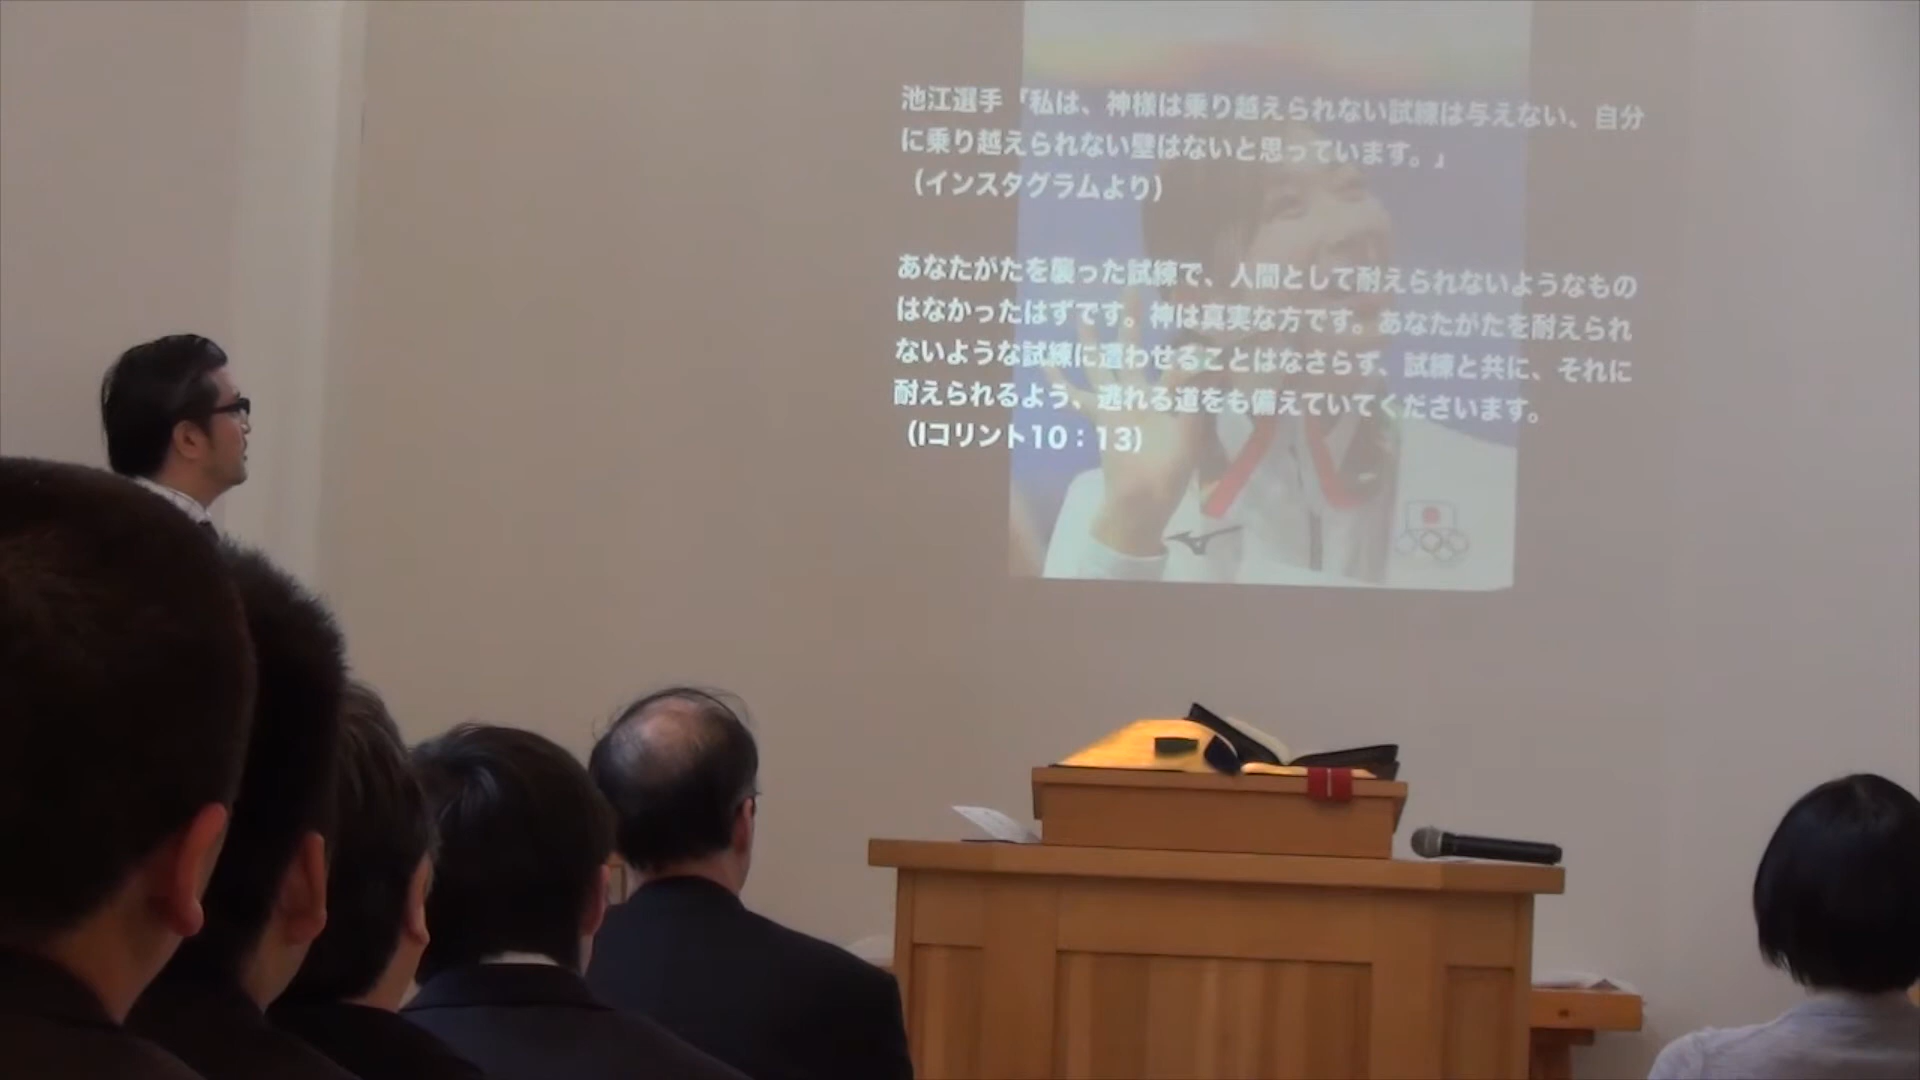 池江選手「私は、神様は乗り越えられない試練は与えない、自分
に乗り越えられない壁はないと思っています。」
（インスタグラムより）
あなたがたを襲った試練で、人間として耐えられないようなもの
はなかったはずです。神は真実な方です。あなたがたを耐えられ
ないような試練に遭わせることはなさらず、試練と共に、それに
耐えられるよう、逃れる道をも備えていてくださいます。
（Iコリント10：13）